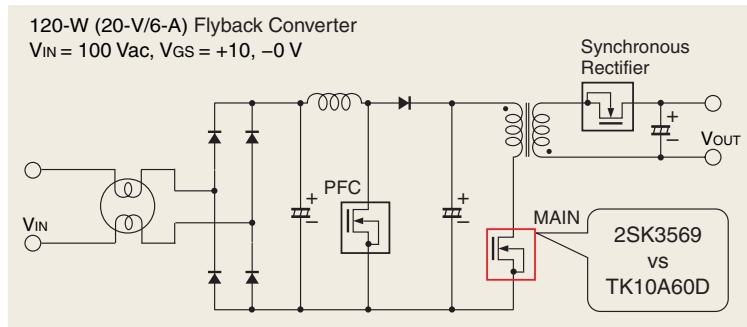 120-W (20-V/6-A) Flyback Converter
VIN = 100 Vac, VGS = +10, −0 V
Synchronous
Rectifier
+
−
VOUT
PFC
+
−
+
−
VIN
MAIN
2SK3569
vs
TK10A60D